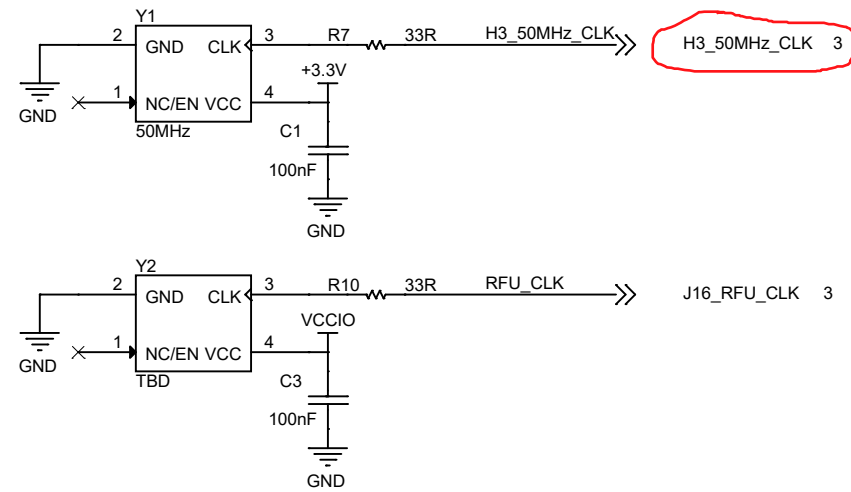 Y1
2 GND CLK 3 R7 33R H3_50MHz_CLK H3_50MHz_CLK 3
+3.3V
1 NC/EN VCC 4
GND 50MHz C1
100nF
GND
Y2
2 GND CLK 3 R10 33R RFU_CLK J16_RFU_CLK 3
VCCIO
1 NC/EN VCC 4
GND TBD C3
100nF
GND